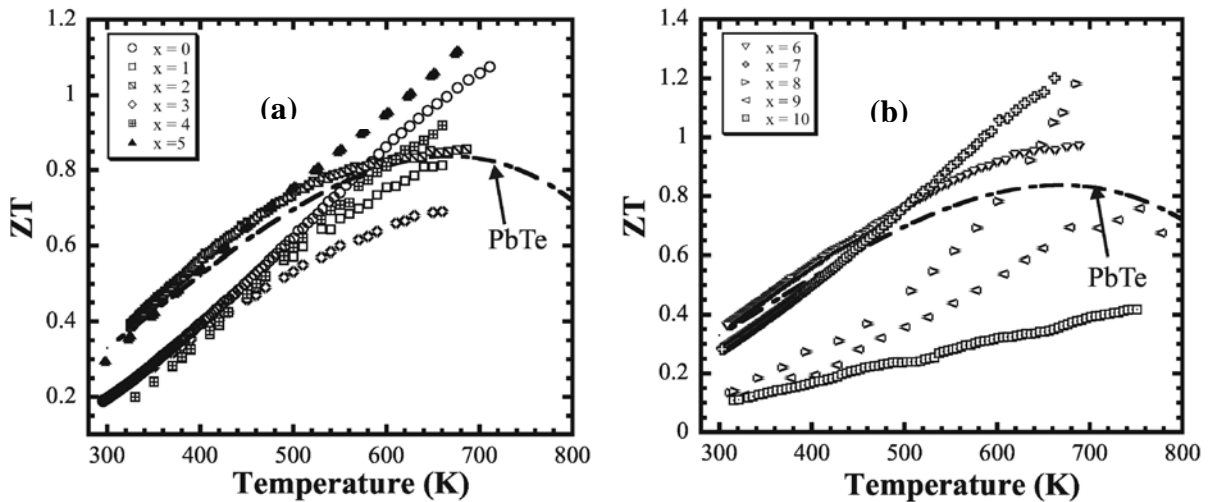 1.2
1
0.8
0.6
0.4
0.2
x = 0
x = 1
x = 2
x = 3
x = 4
x =5
(a)
PbTe
ZT
300 400 500 600 700 800
Temperature (K)
1.4
1.2
1
0.8
0.6
0.4
0.2
0
x = 6
x = 7
x = 8
x = 9
x = 10
(b)
PbTe
ZT
300 400 500 600 700 800
Temperature (K)